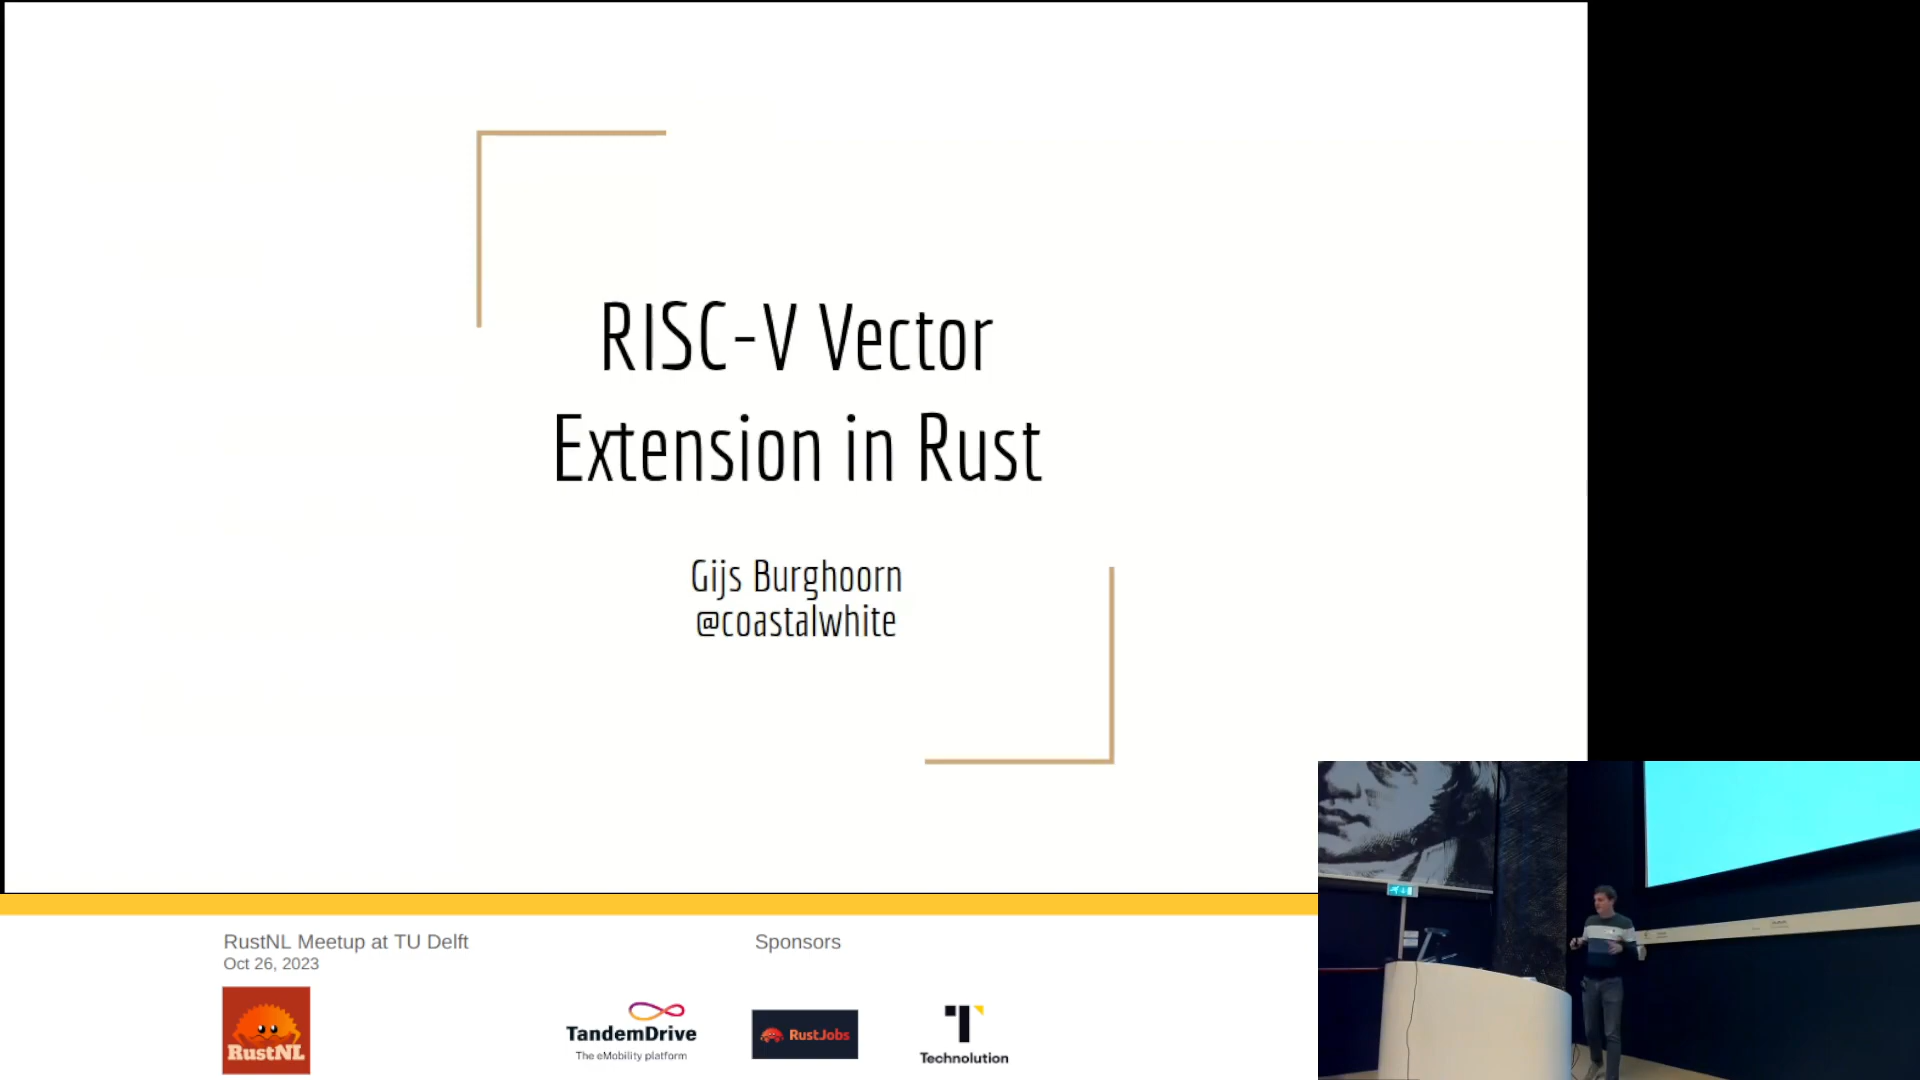 RISC-V Vector
Extension in Rust
Gijs Burghoorn
@coastalwhite
RustNL Meetup at TU Delft
Oct 26, 2023
Sponsors
RustNL
TandemDrive
The eMobility platform
RustJobs
Technolution